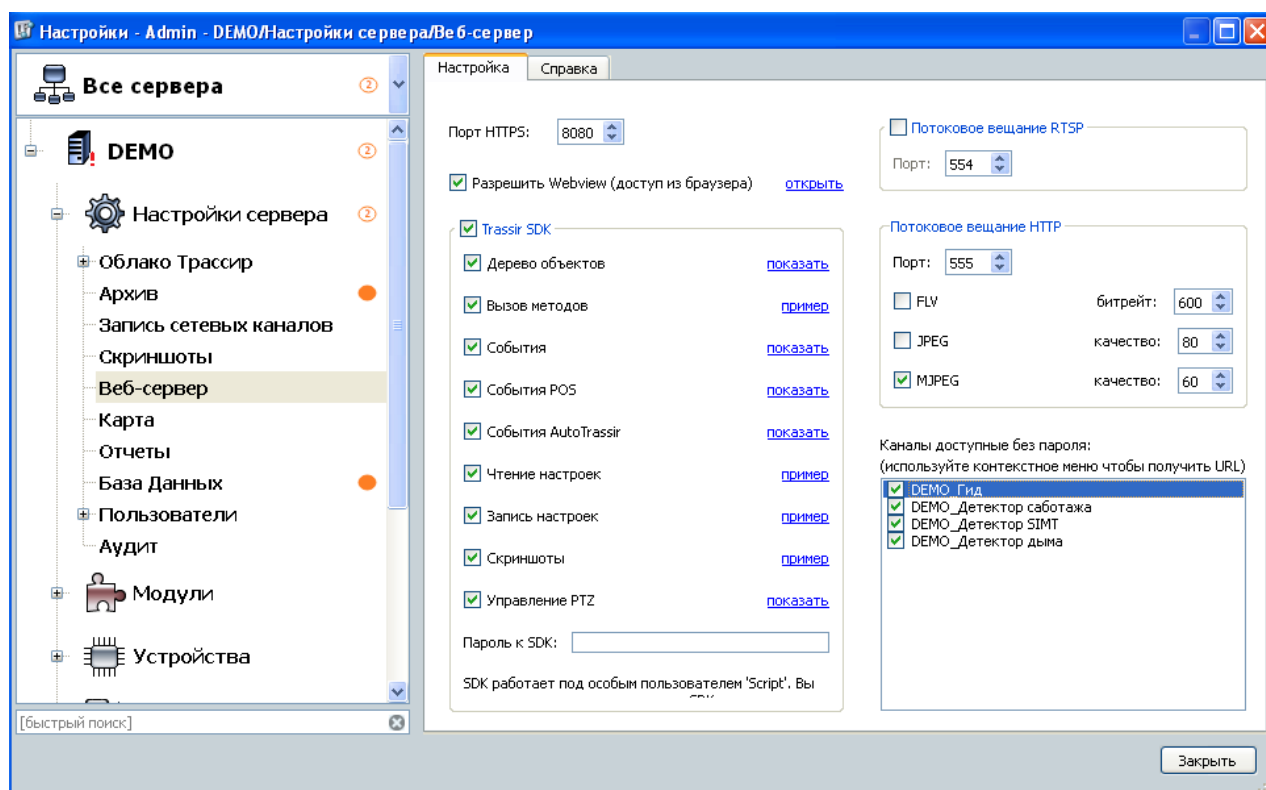 Настройки - Admin - DEMO/Настройки сервера/Веб-сервер
Все сервера 2
DEMO 2
Настройки сервера 2
Облако Трассир
Архив
Запись сетевых каналов
Скриншоты
Веб-сервер
Карта
Отчеты
База Данных
Пользователи
Аудит
Модули
Устройства
[быстрый поиск]
Настройка Справка
Порт HTTPS: 8080
Разрешить Webview (доступ из браузера) открыть
Trassir SDK
Дерево объектов показать
Вызов методов пример
События показать
События POS показать
События AutoTrassir показать
Чтение настроек пример
Запись настроек пример
Скриншоты пример
Управление PTZ показать
Пароль к SDK:
SDK работает под особым пользователем 'Script'. Вы
Потоковое вещание RTSP
Порт: 554
Потоковое вещание HTTP
Порт: 555
FLV битрейт: 600
JPEG качество: 80
MJPEG качество: 60
Каналы доступные без пароля:
(используйте контекстное меню чтобы получить URL)
DEMO_Гид
DEMO_Детектор саботажа
DEMO_Детектор SIMT
DEMO_Детектор дыма
Закрыть